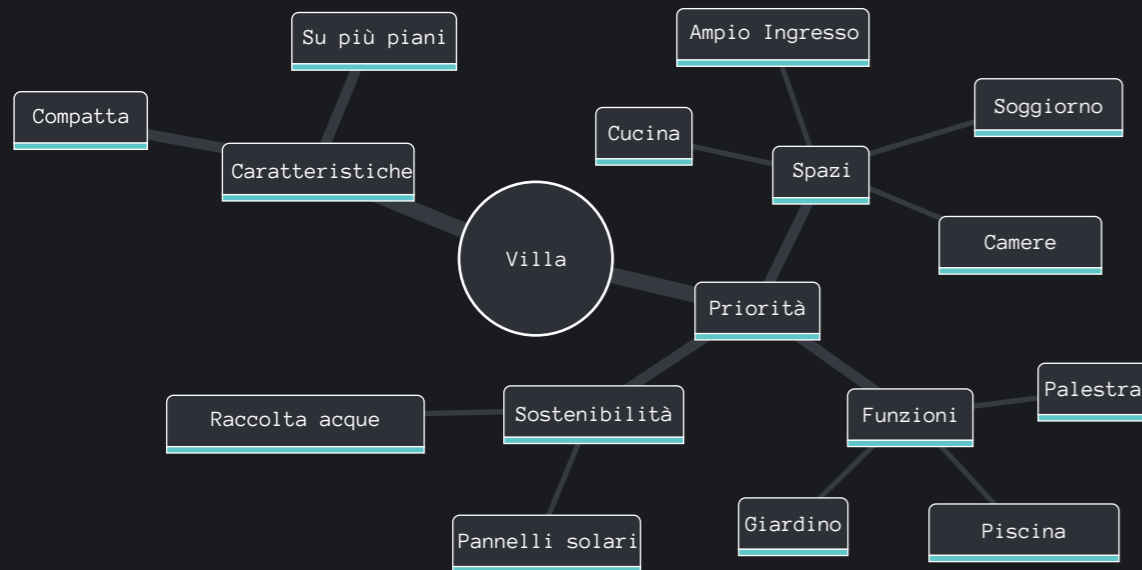 Su più piani
Ampio Ingresso
Compatta
Soggiorno
Cucina
Caratteristiche
Spazi
Camere
Villa
Priorità
Palestra
Raccolta acque
Sostenibilità
Funzioni
Giardino
Piscina
Pannelli solari